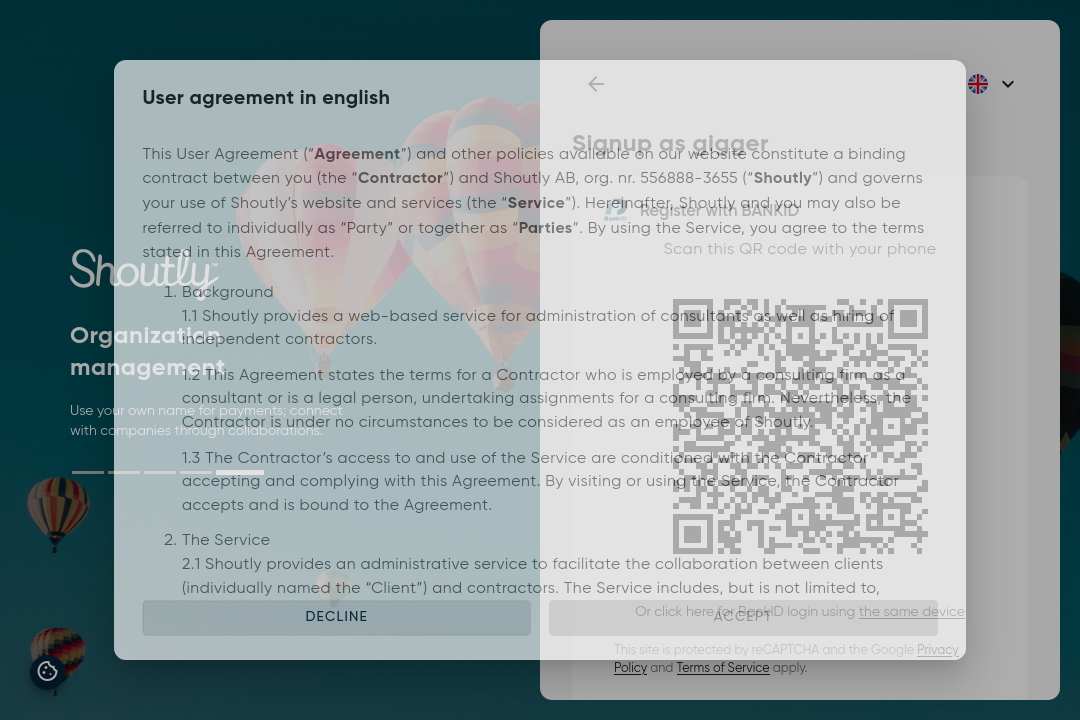 User agreement in english
This User Agreement (“Agreement”) and other policies available on our website constitute a binding
contract between you (the “Contractor”) and Shoutly AB, org. nr. 556888-3655 (“Shoutly”) and governs
your use of Shoutly’s website and services (the “Service”). Hereinafter, Shoutly and you may also be
referred to individually as “Party” or together as “Parties”. By using the Service, you agree to the terms
stated in this Agreement.
1. Background
1.1 Shoutly provides a web-based service for administration of consultants as well as hiring of
independent contractors.
1.2 This Agreement states the terms for a Contractor who is employed by a consulting firm as a
consultant or is a legal person, undertaking assignments for a consulting firm. Nevertheless, the
Contractor is under no circumstances to be considered as an employee of Shoutly.
1.3 The Contractor’s access to and use of the Service are conditioned with the Contractor
accepting and complying with this Agreement. By visiting or using the Service, the Contractor
accepts and is bound to the Agreement.
2. The Service
2.1 Shoutly provides an administrative service to facilitate the collaboration between clients
(individually named the “Client”) and contractors. The Service includes, but is not limited to,
DECLINE
ACCEPT
Shoutly™
Organization
management
Use your own name for payments; connect
with companies through collaborations.
Signup as gigger
BankID
Register with BANKID
Scan this QR code with your phone
Or click here for BankID login using the same device
This site is protected by reCAPTCHA and the Google Privacy
Policy and Terms of Service apply.